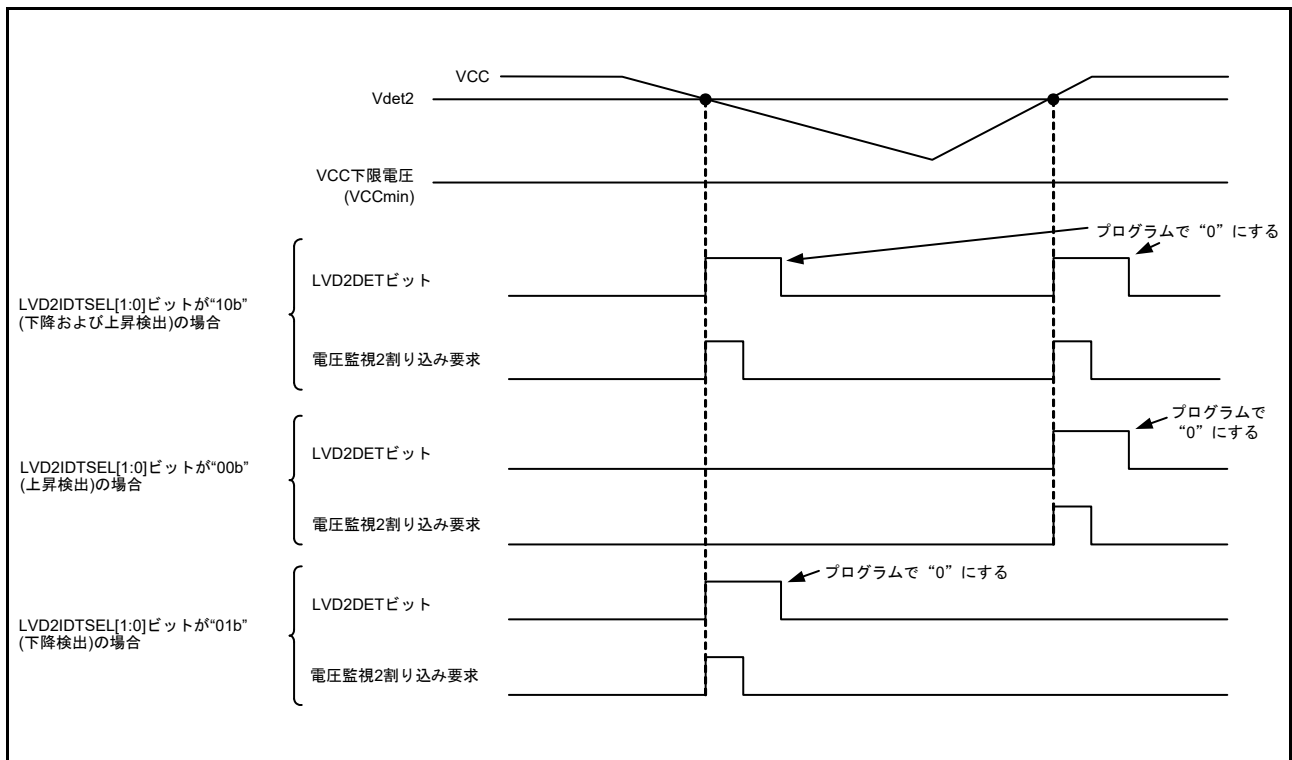 VCC
Vdet2
VCC下限電圧
(VCCmin)
プログラムで “0” にする
LVD2IDTSEL[1:0]ビットが“10b”
(下降および上昇検出)の場合
LVD2DETビット
電圧監視2割り込み要求
プログラムで
“0” にする
LVD2IDTSEL[1:0]ビットが“00b”
(上昇検出)の場合
LVD2DETビット
電圧監視2割り込み要求
プログラムで “0” にする
LVD2IDTSEL[1:0]ビットが“01b”
(下降検出)の場合
LVD2DETビット
電圧監視2割り込み要求